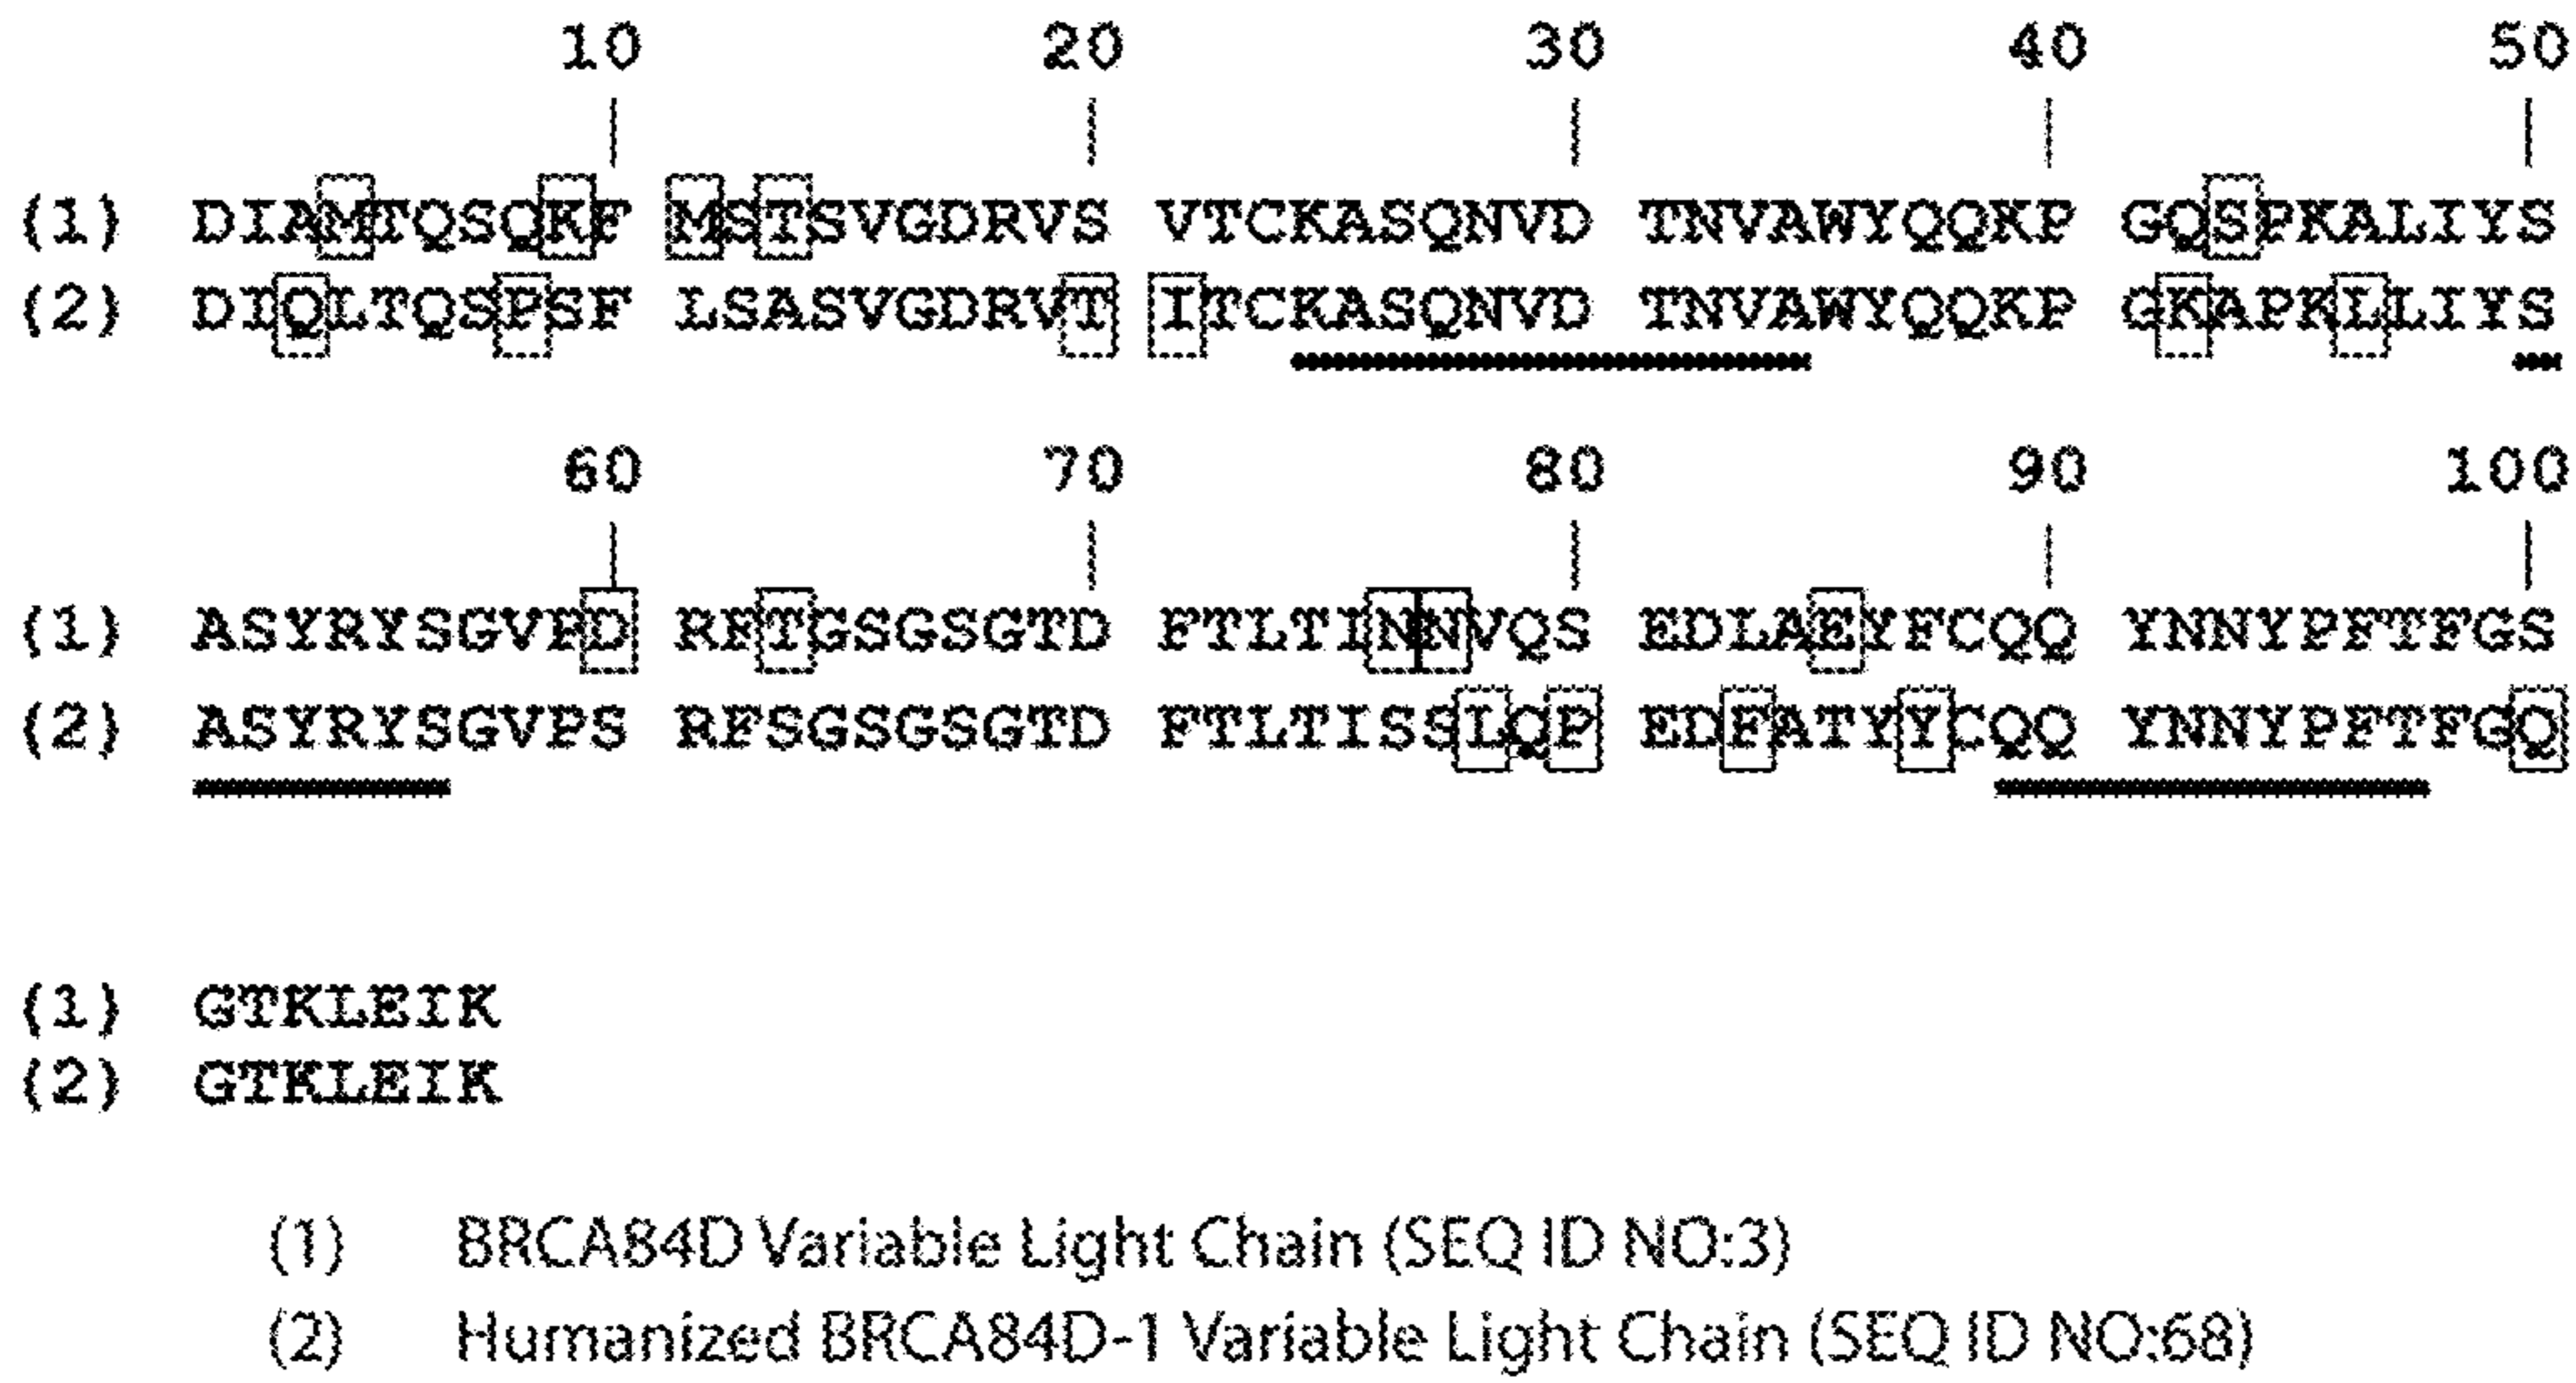 10 20 30 40 50
(1) DIAMTQSQKF MSTSVGDRVS VTCKASQNVD TNVAWYQQKP GQSPKALIYS
(2) DIQLTQSPSF LSASVGDRVT ITCKASQNVD TNVAWYQQKP GKAPKLLIYS
60 70 80 90 100
(1) ASYRYSGVPD RFTGSGSGTD FTLTINNVQS EDLAEYFCQQ YNNYPFTFGS
(2) ASYRYSGVPS RFSGSGSGTD FTLTISSLQP EDFATYYCQQ YNNYPFTFGQ
(1) GTKLEIK
(2) GTKLEIK
(1) BRCA84D Variable Light Chain (SEQ ID NO:3)
(2) Humanized BRCA84D-1 Variable Light Chain (SEQ ID NO:68)